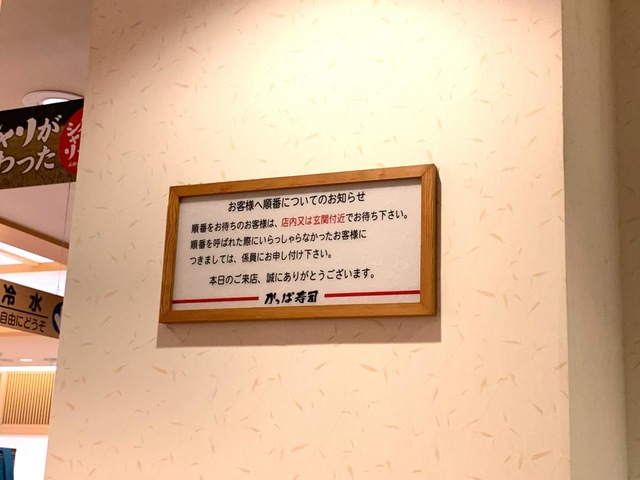 ャリが
わった
シャリ
冷水
自由にどうぞ
お客様へ順番についてのお知らせ
順番をお待ちのお客様は、店内又は玄関付近でお待ち下さい。
順番を呼ばれた際にいらっしゃらなかったお客様に
つきましては、係員にお申し付け下さい。
本日のご来店、誠にありがとうございます。
かっぱ寿司